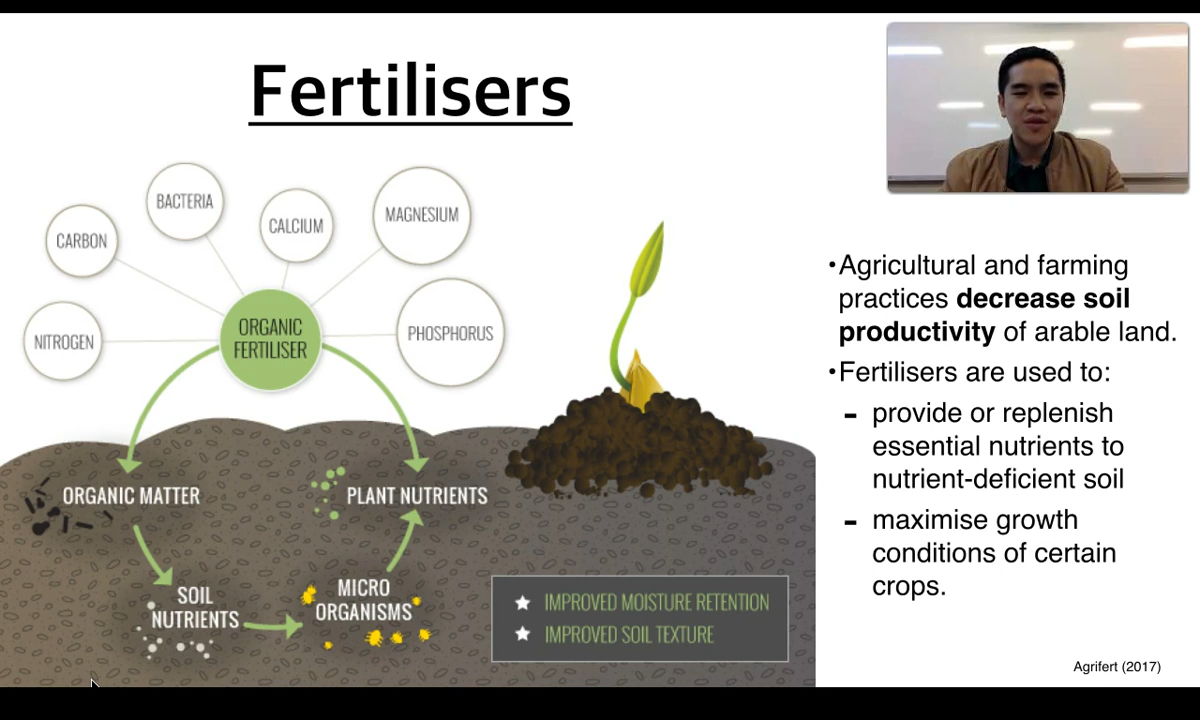 Fertilisers
BACTERIA
CALCIUM
MAGNESIUM
CARBON
NITROGEN
ORGANIC
FERTILISER
PHOSPHORUS
ORGANIC MATTER
PLANT NUTRIENTS
SOIL
NUTRIENTS
MICRO
ORGANISMS
IMPROVED MOISTURE RETENTION
IMPROVED SOIL TEXTURE
•Agricultural and farming
practices decrease soil
productivity of arable land.
•Fertilisers are used to:
- provide or replenish
essential nutrients to
nutrient-deficient soil
- maximise growth
conditions of certain
crops.
Agrifert (2017)